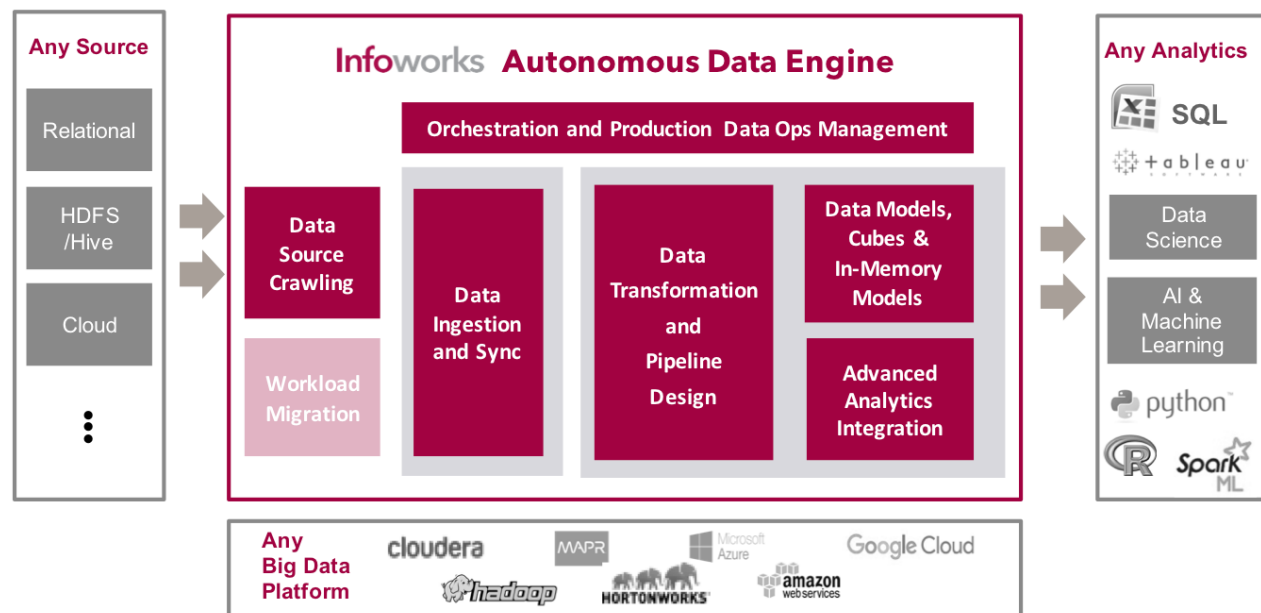 Any Source
Relational
HDFS
/Hive
Cloud
Infoworks Autonomous Data Engine
Orchestration and Production Data Ops Management
Data
Source
Crawling
Workload
Migration
Data
Ingestion
and Sync
Data
Transformation
and
Pipeline
Design
Data Models,
Cubes &
In-Memory
Models
Advanced
Analytics
Integration
Any Analytics
X SQL
+ableau
SOFTWARE
Data
Science
AI &
Machine
Learning
python™
R Spark
ML
Any
Big Data
Platform
cloudera MAPR Microsoft
Azure
Google Cloud
hadoop HORTONWORKS amazon
webservices